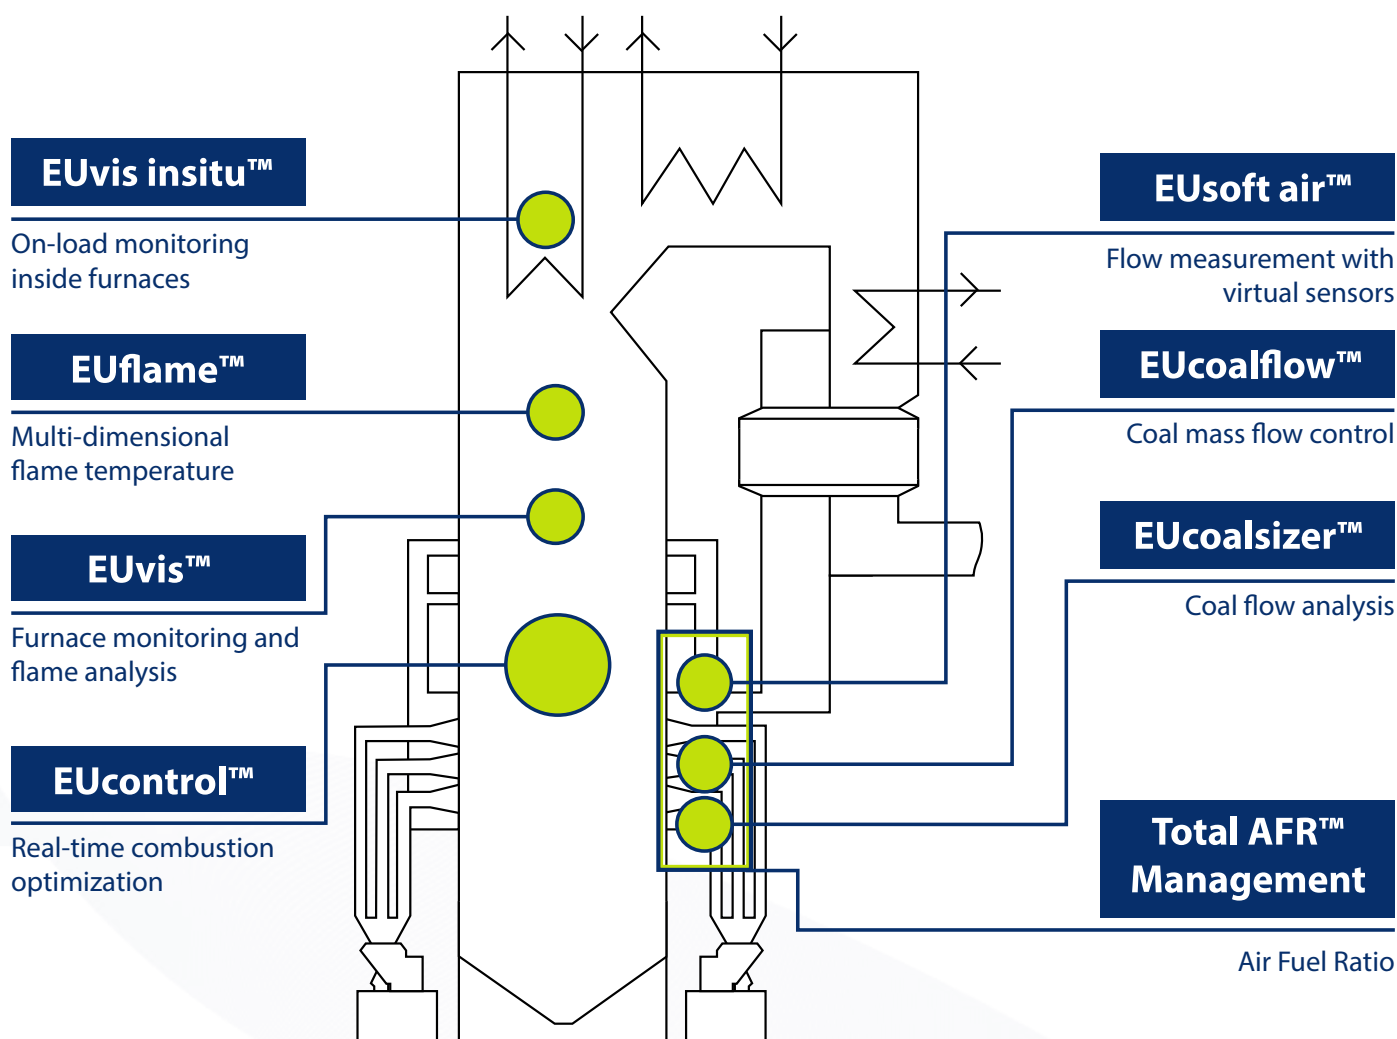 EUvis insitu™
On-load monitoring
inside furnaces
EUflame™
Multi-dimensional
flame temperature
EUvis™
Furnace monitoring and
flame analysis
EUcontrol™
Real-time combustion
optimization
EUsoft air™
Flow measurement with
virtual sensors
EUcoalflow™
Coal mass flow control
EUcoalsizer™
Coal flow analysis
Total AFR™
Management
Air Fuel Ratio